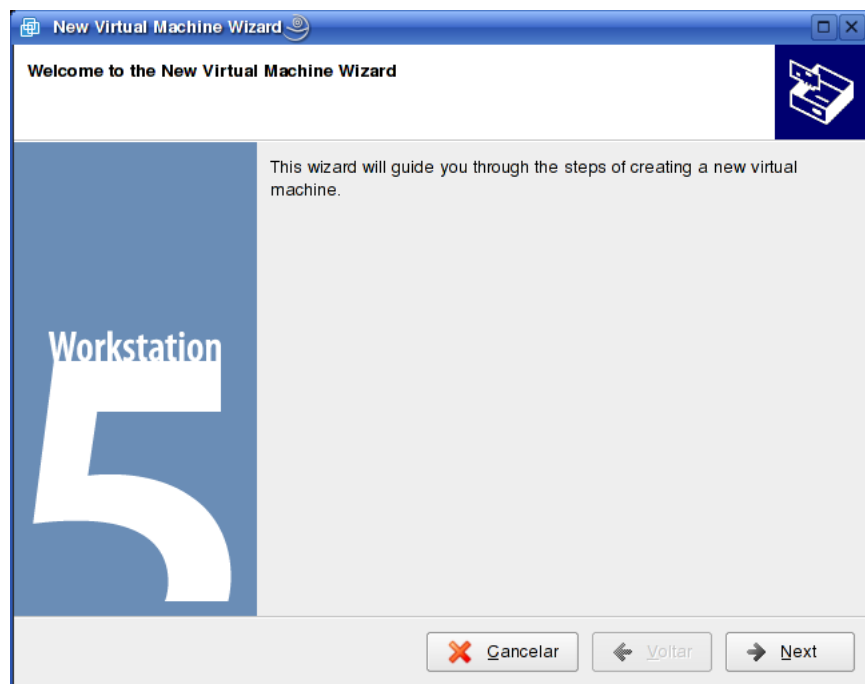 New Virtual Machine Wizard
Welcome to the New Virtual Machine Wizard
This wizard will guide you through the steps of creating a new virtual
machine.
Workstation
5
Cancelar
Voltar
Next